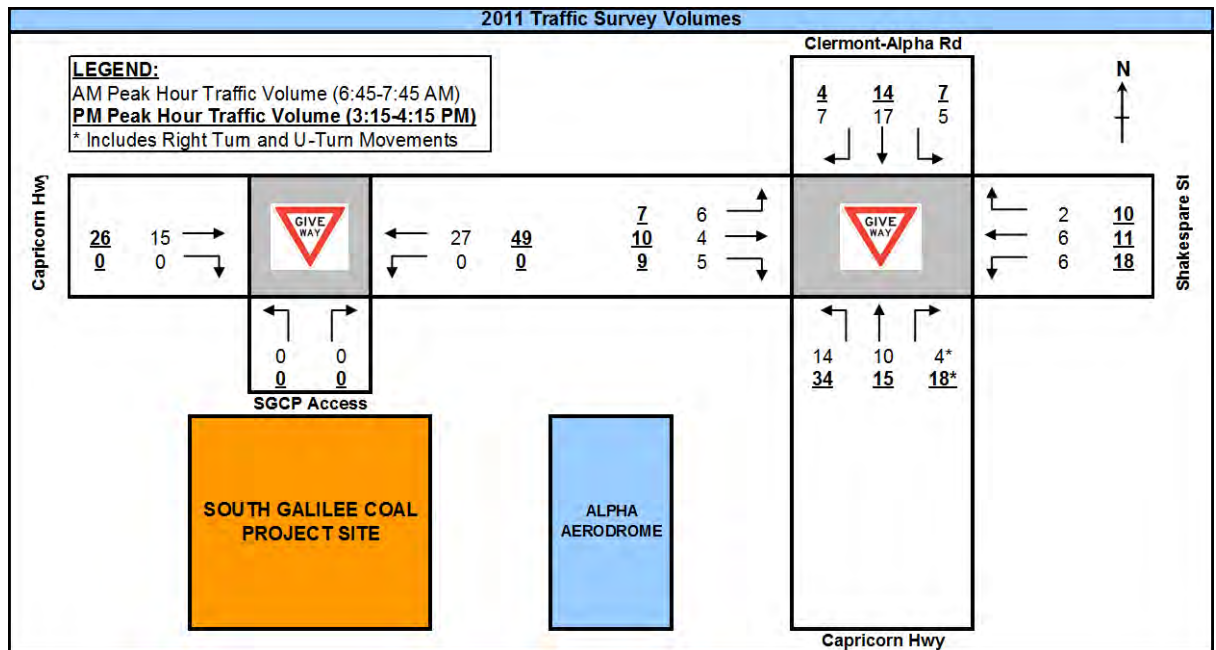 2011 Traffic Survey Volumes
LEGEND:
AM Peak Hour Traffic Volume (6:45-7:45 AM)
PM Peak Hour Traffic Volume (3:15-4:15 PM)
* Includes Right Turn and U-Turn Movements
Clermont-Alpha Rd
N
4 14 7
7 17 5
Capricorn Hwy
26 15
0 0
GIVE
WAY
27 49
0 0
7 6
10 4
9 5
GIVE
WAY
2 10
6 11
6 18
Shakespare St
0 0
0 0
SGCP Access
14 10 4*
34 15 18*
SOUTH GALILEE COAL
PROJECT SITE
ALPHA
AERODROME
Capricorn Hwy